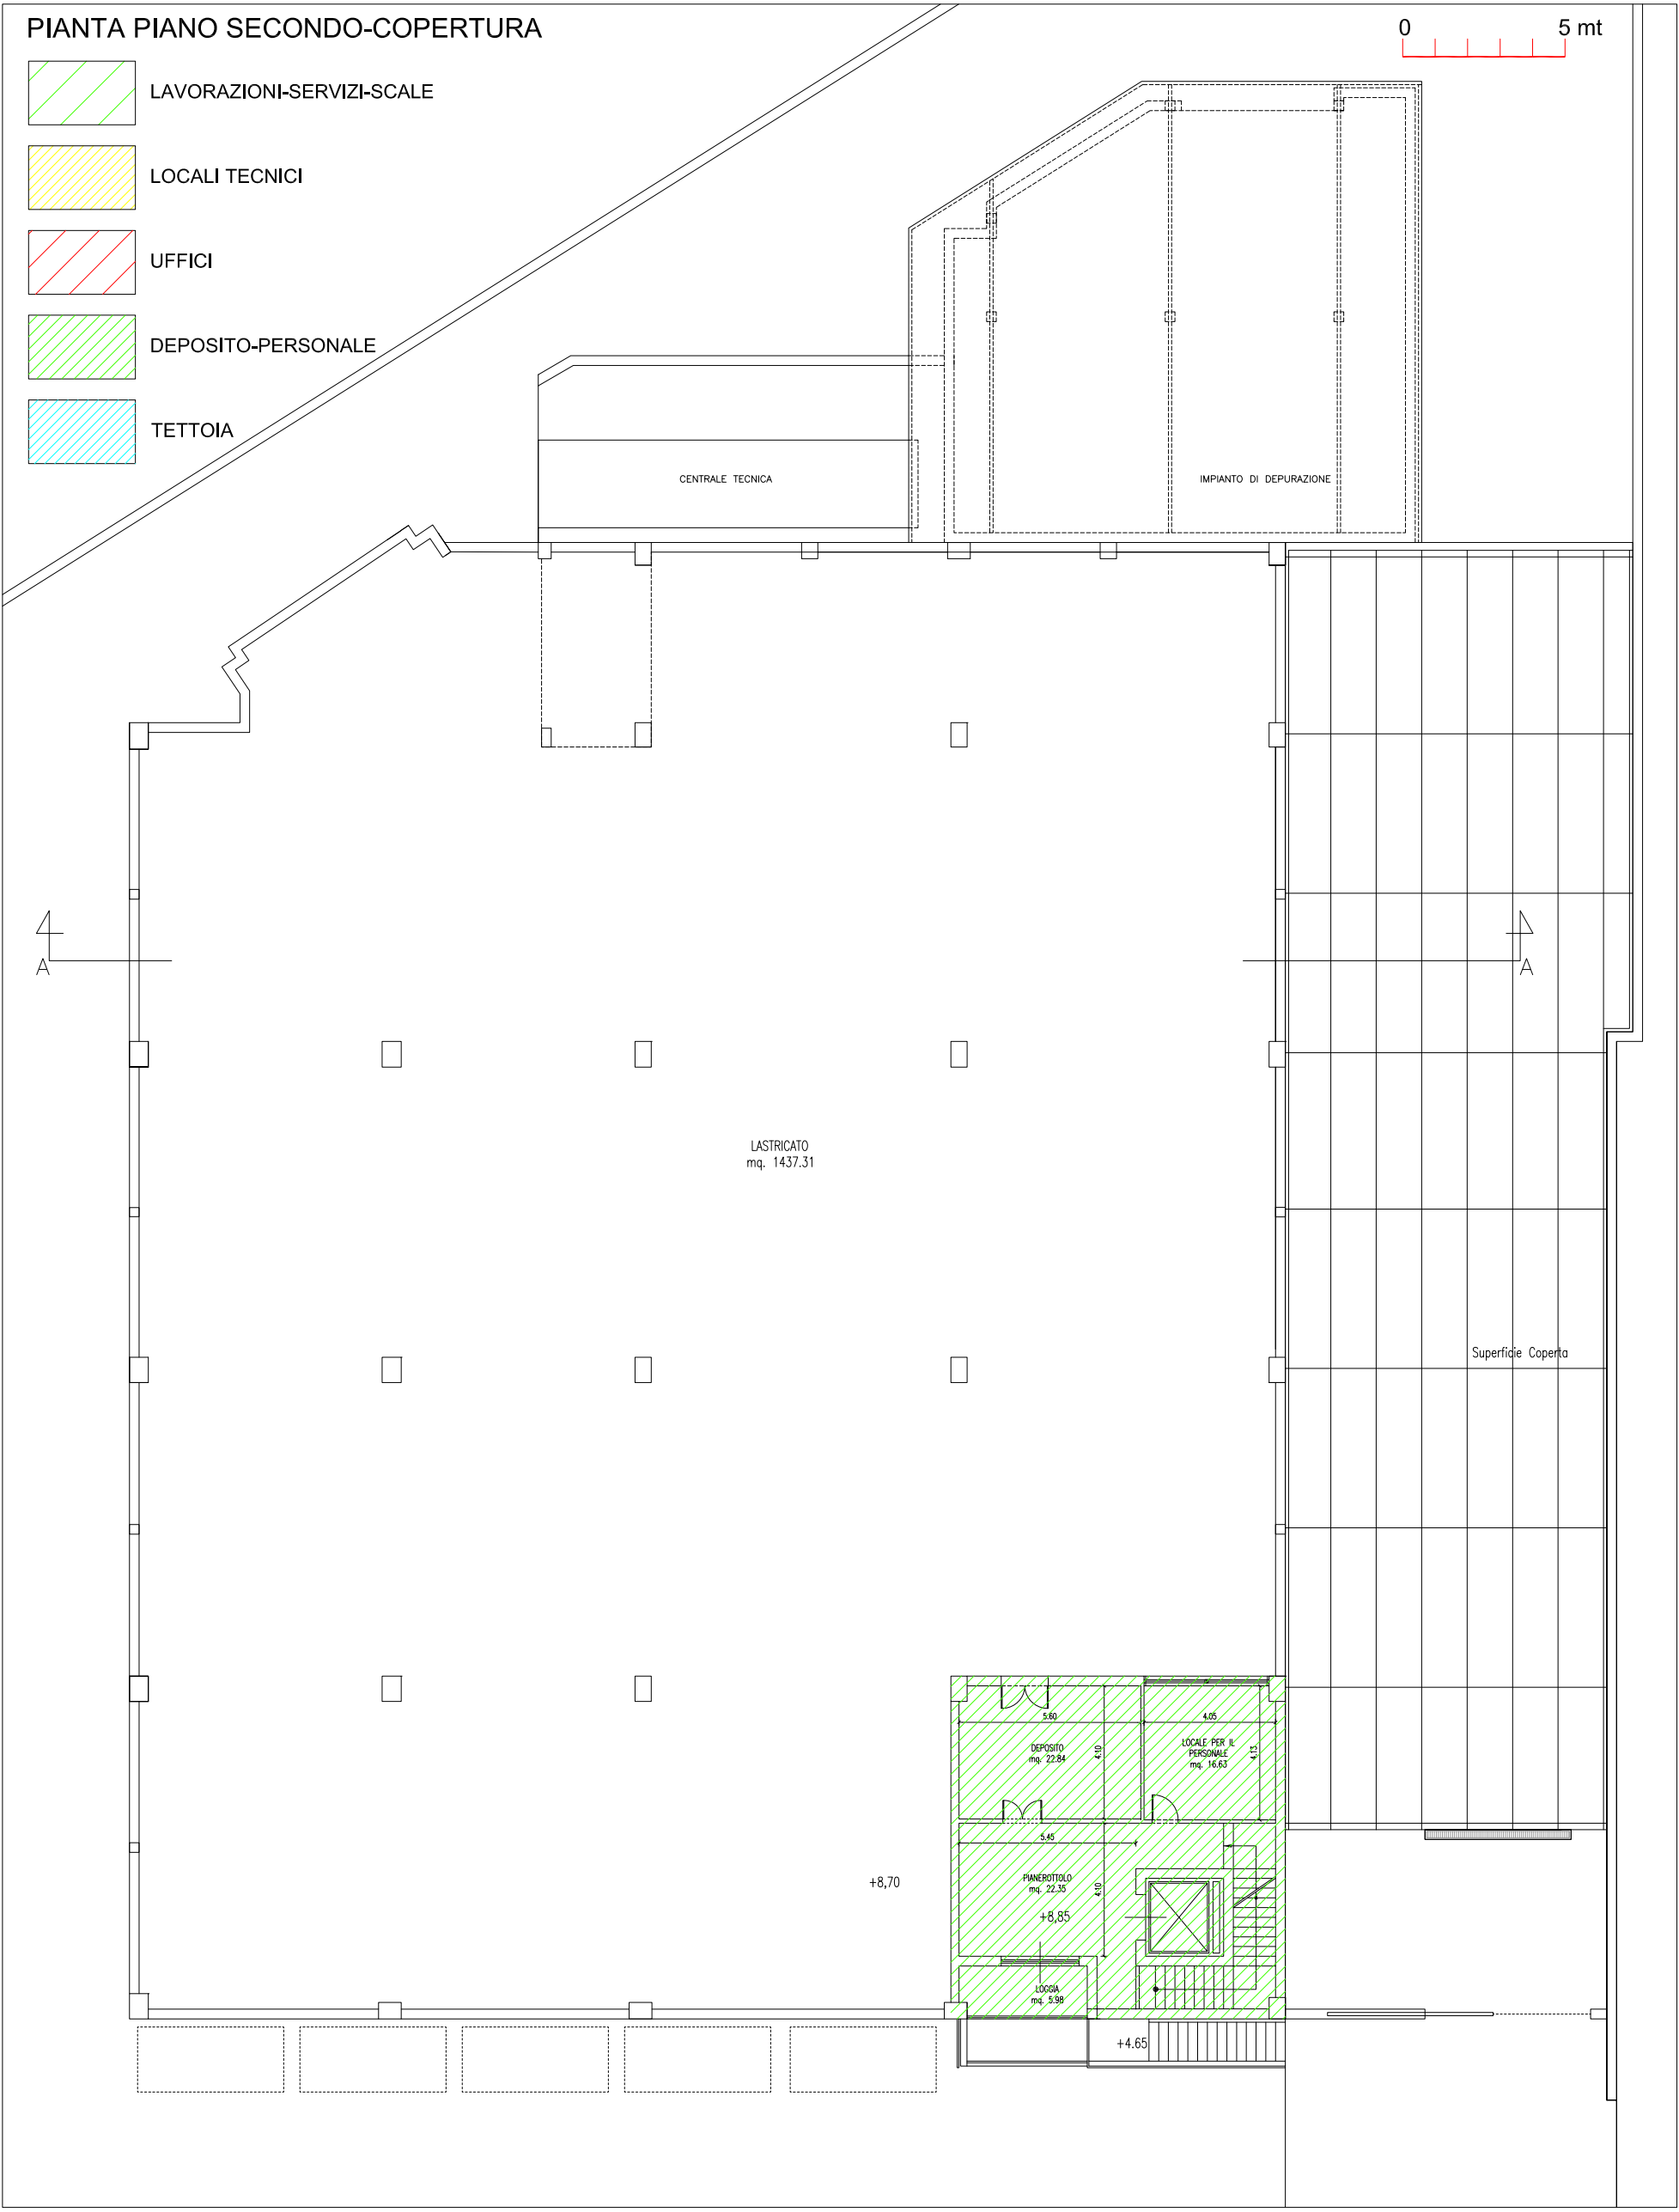 PIANTA PIANO SECONDO-COPERTURA
0 5 mt
LAVORAZIONI-SERVIZI-SCALE
LOCALI TECNICI
UFFICI
DEPOSITO-PERSONALE
TETTOIA
CENTRALE TECNICA
IMPIANTO DI DEPURAZIONE
A
A
LASTRICATO
mq. 1437.31
Superficie Coperta
5.60
4.05
DEPOSITO
mq. 22.84
4.10
LOCALE PER IL
PERSONALE
mq. 16.63
4.13
5.45
PIANEROTTOLO
mq. 22.35
4.10
+8,70
+8,85
LOGGIA
mq. 5.98
+4.65